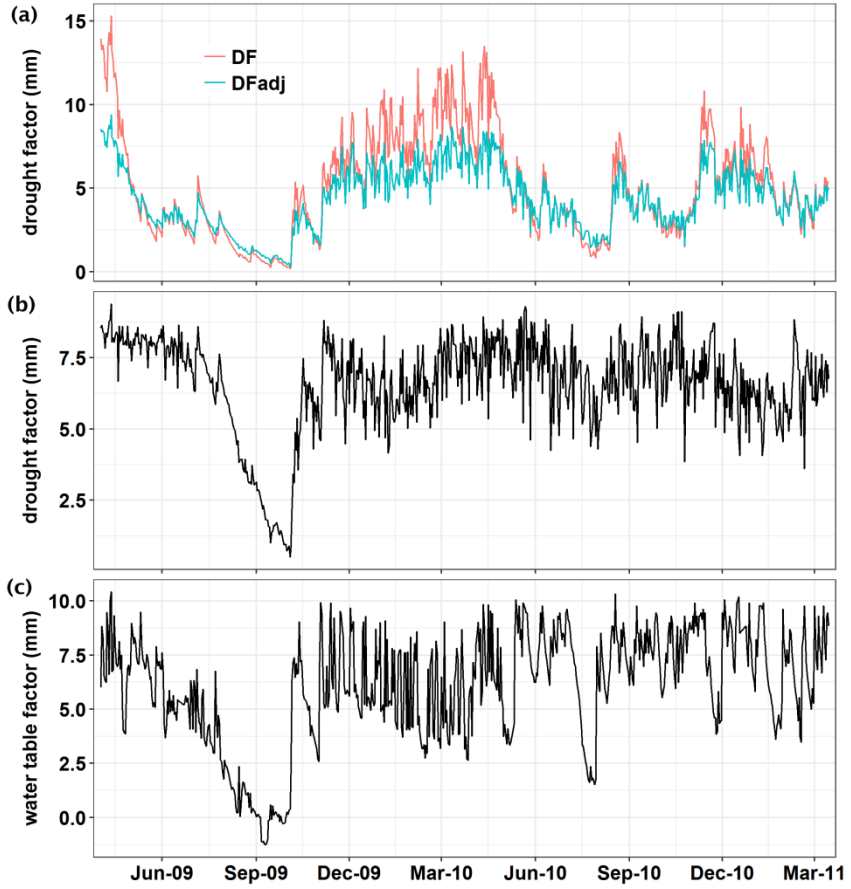 (a)
drought factor (mm)
15
10
5
0
DF
DFadj
(b)
drought factor (mm)
7.5
5.0
2.5
(c)
water table factor (mm)
10.0
7.5
5.0
2.5
0.0
Jun-09 Sep-09 Dec-09 Mar-10 Jun-10 Sep-10 Dec-10 Mar-11